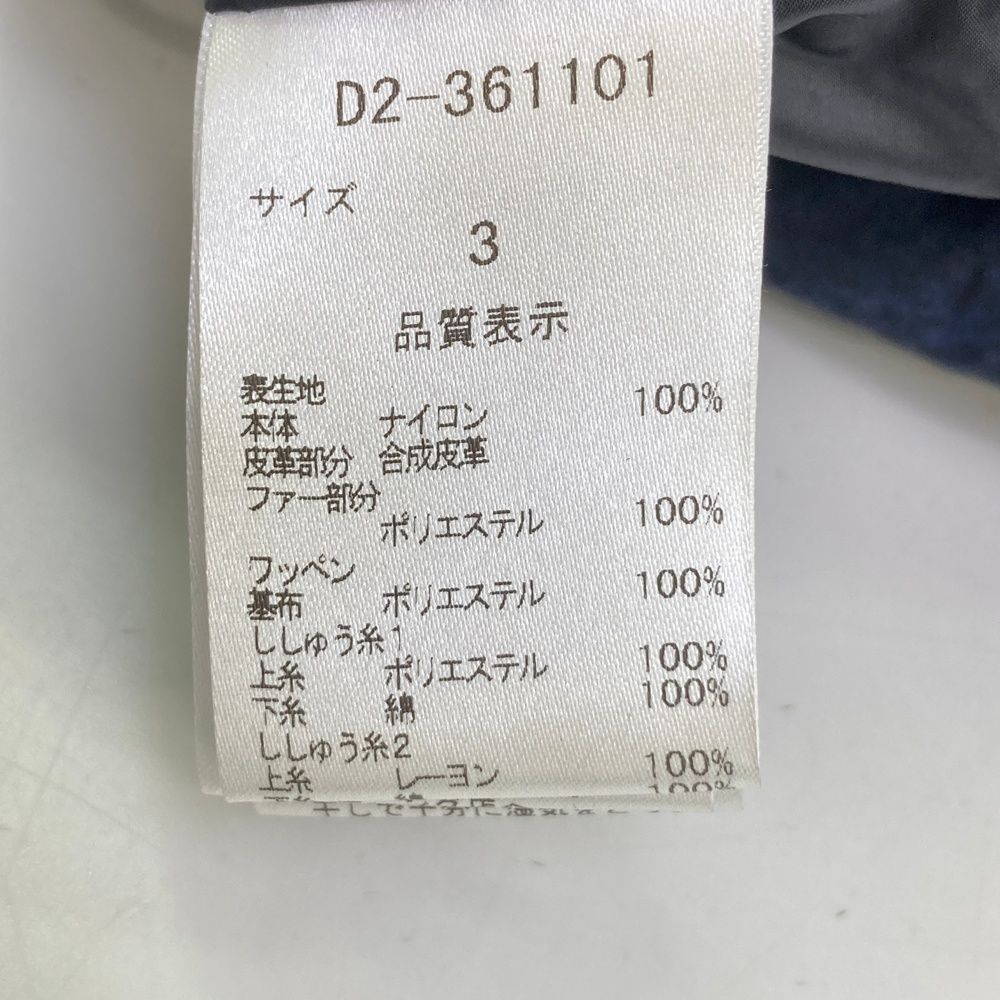 D2-361101
サイズ
3
品質表示
表生地
本体 ナイロン 100%
皮革部分 合成皮革
ファー部分
ポリエステル 100%
ワッペン
基布 ポリエステル 100%
ししゅう糸1
上糸 ポリエステル 100%
下糸 綿 100%
ししゅう糸2
上糸 レーヨン 100%
下糸 綿 100%